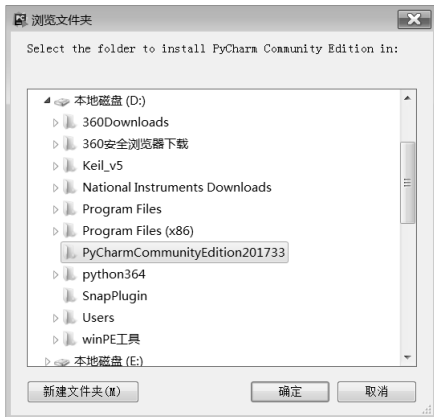 浏览文件夹
Select the folder to install PyCharm Community Edition in:
本地磁盘 (D:)
360Downloads
360安全浏览器下载
Keil_v5
National Instruments Downloads
Program Files
Program Files (x86)
PyCharmCommunityEdition201733
python364
SnapPlugin
Users
winPE工具
本地磁盘 (E:)
新建文件夹(M) 确定 取消